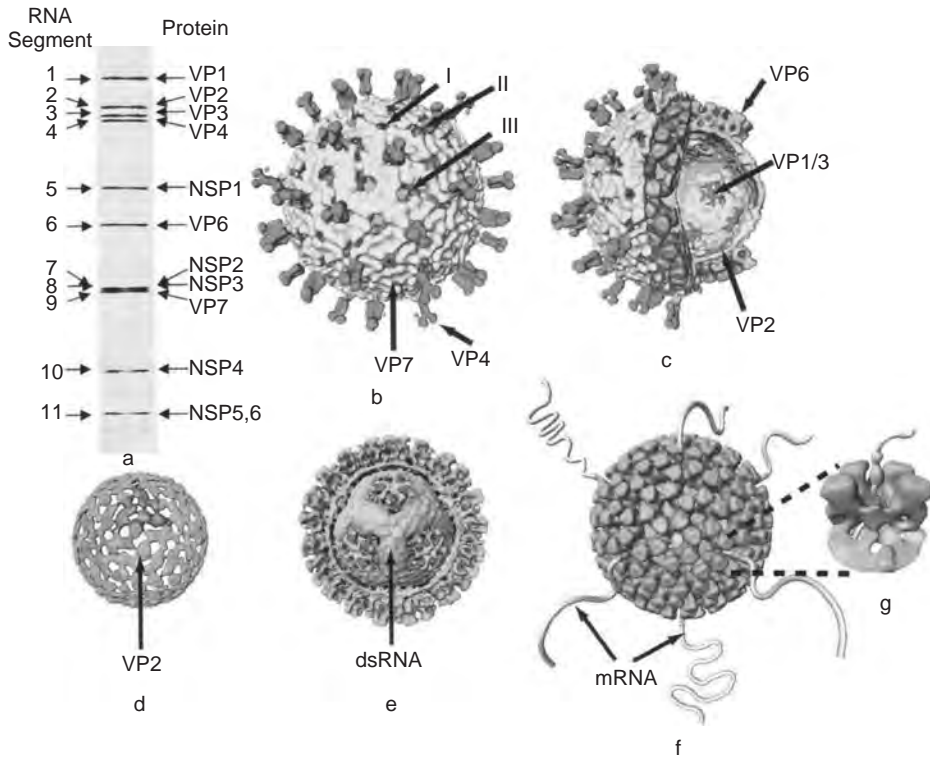 RNA Segment
Protein
1 VP1
2 VP2
3 VP3
4 VP4
5 NSP1
6 VP6
7 NSP2
8 NSP3
9 VP7
10 NSP4
11 NSP5,6
a
I
II
III
VP7
VP4
b
VP6
VP1/3
VP2
c
VP2
d
dsRNA
e
mRNA
f
g